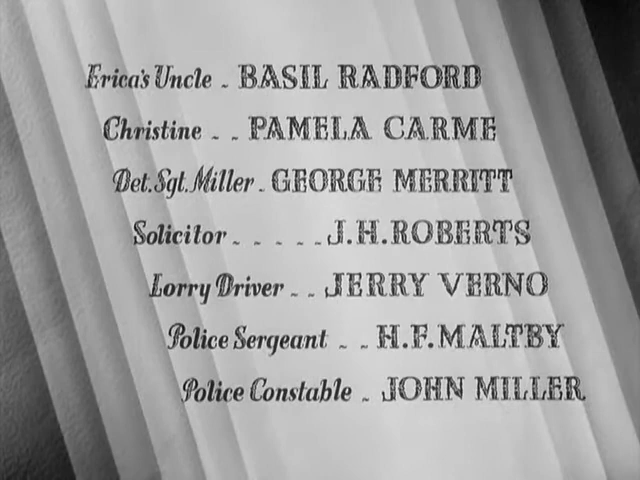 Erica's Uncle - BASIL RADFORD
Christine - - PAMELA CARME
Det. Sgt. Miller - GEORGE MERRITT
Solicitor - - - - - J.H. ROBERTS
Lorry Driver - - JERRY VERNO
Police Sergeant - - H.F. MALTBY
Police Constable - JOHN MILLER